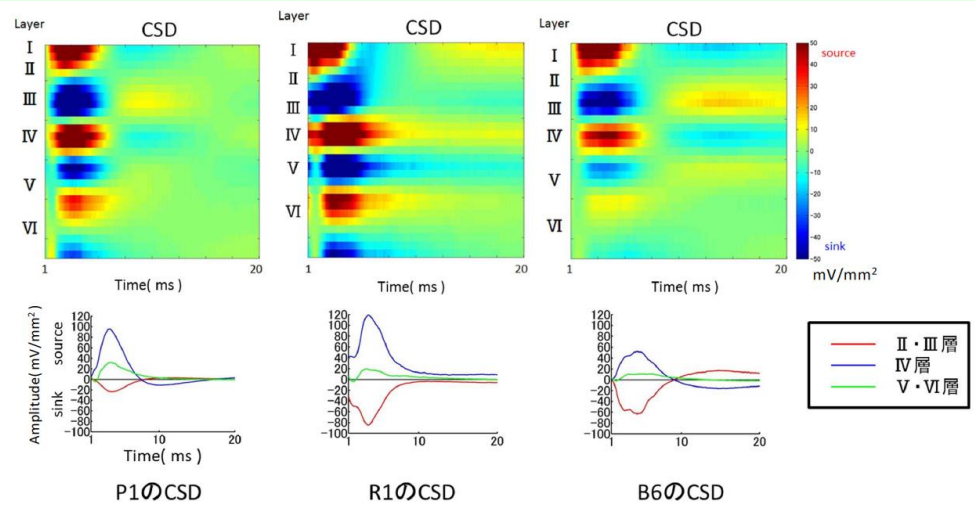 Layer
CSD
I
II
III
IV
V
VI
1
20
Time( ms )
Layer
CSD
I
II
III
IV
V
VI
1
20
Time( ms )
Layer
CSD
I
II
III
IV
V
VI
1
20
Time( ms )
50
40
30
20
10
0
-10
-20
-30
-40
-50
source
sink
mV/mm²
Amplitude( mV/mm² )
sink source
120
100
80
60
40
20
0
-20
-40
-60
-80
-100
1 10 20
Time( ms )
P1のCSD
120
100
80
60
40
20
0
-20
-40
-60
-80
-100
1 10 20
R1のCSD
120
100
80
60
40
20
0
-20
-40
-60
-80
-100
1 10 20
B6のCSD
Ⅱ・Ⅲ層
Ⅳ層
Ⅴ・Ⅵ層